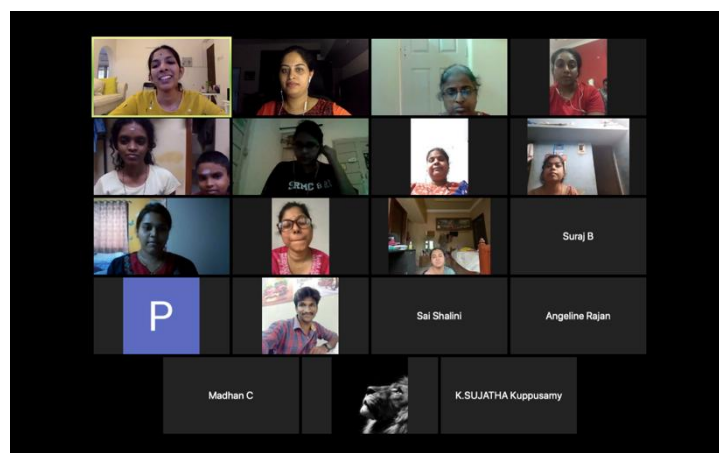 Suraj B
P
Sai Shalini
Angeline Rajan
Madhan C
K.SUJATHA Kuppusamy